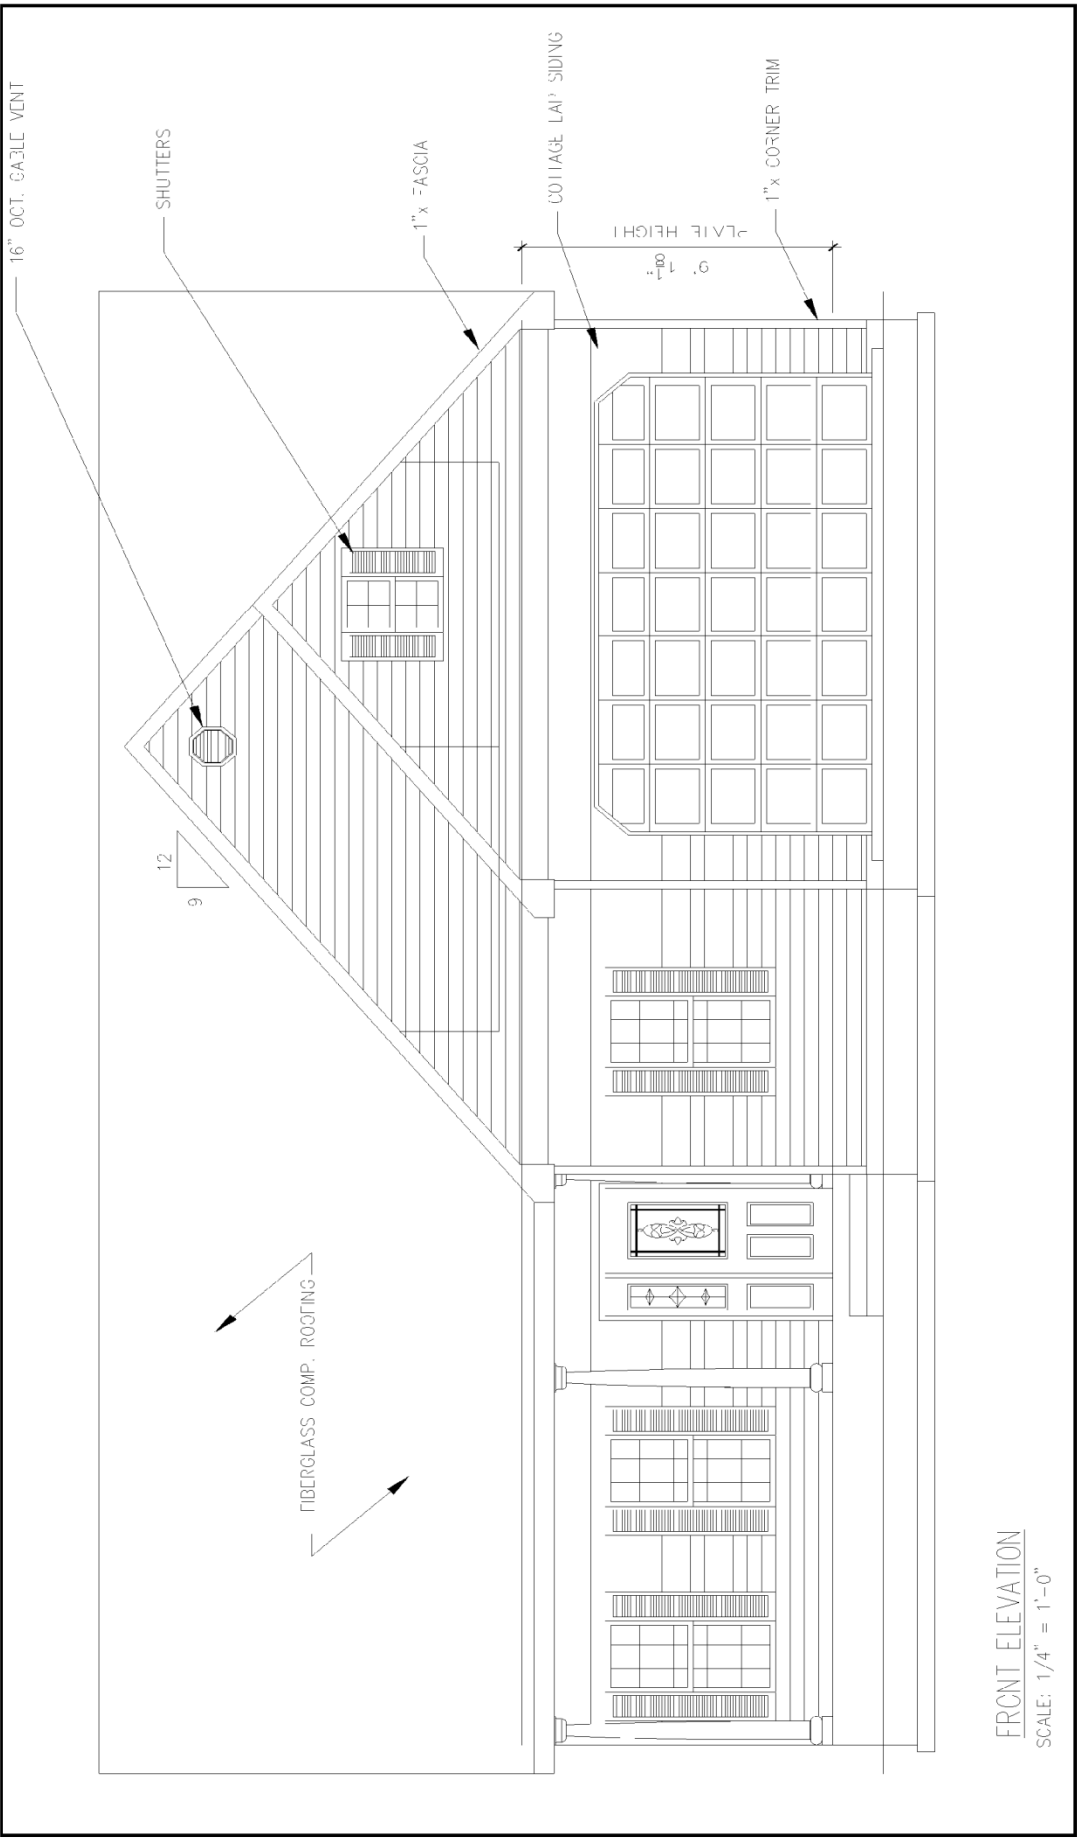 16" OCT. GABLE VENT
SHUTTERS
1"x FASCIA
COTTAGE LAP SIDING
1"x CORNER TRIM
PLATE HEIGHT
9' 1 1/8"
12
9
FIBERGLASS COMP. ROOFING
FRONT ELEVATION
SCALE: 1/4" = 1'-0"